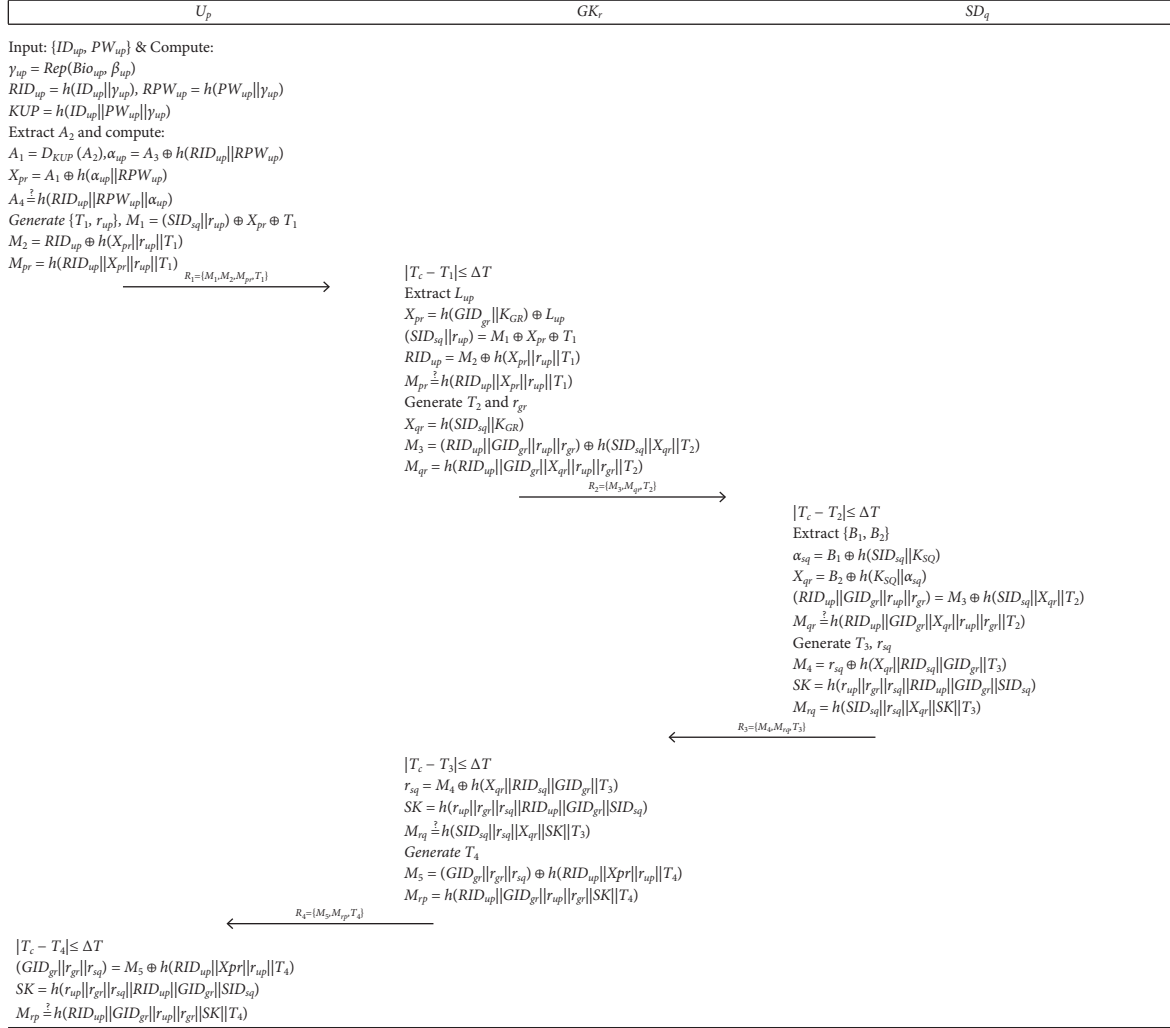 U_p GK_r SD_q
Input: {ID_up, PW_up} & Compute:
γ_up = Rep(Bio_up, β_up)
RID_up = h(ID_up||γ_up), RPW_up = h(PW_up||γ_up)
KUP = h(ID_up||PW_up||γ_up)
Extract A_2 and compute:
A_1 = D_KUP (A_2),α_up = A_3 ⊕ h(RID_up||RPW_up)
X_pr = A_1 ⊕ h(α_up||RPW_up)
A_4 ≟ h(RID_up||RPW_up||α_up)
Generate {T_1, r_up}, M_1 = (SID_sq||r_up) ⊕ X_pr ⊕ T_1
M_2 = RID_up ⊕ h(X_pr||r_up||T_1)
M_pr = h(RID_up||X_pr||r_up||T_1)
R_1={M_1,M_2,M_pr,T_1}
|T_c − T_1|≤ ΔT
Extract L_up
X_pr = h(GID_gr||K_GR) ⊕ L_up
(SID_sq||r_up) = M_1 ⊕ X_pr ⊕ T_1
RID_up = M_2 ⊕ h(X_pr||r_up||T_1)
M_pr ≟ h(RID_up||X_pr||r_up||T_1)
Generate T_2 and r_gr
X_qr = h(SID_sq||K_GR)
M_3 = (RID_up||GID_gr||r_up||r_gr) ⊕ h(SID_sq||X_qr||T_2)
M_qr = h(RID_up||GID_gr||X_qr||r_up||r_gr||T_2)
R_2={M_3,M_qr,T_2}
|T_c − T_2|≤ ΔT
Extract {B_1, B_2}
α_sq = B_1 ⊕ h(SID_sq||K_SQ)
X_qr = B_2 ⊕ h(K_SQ||α_sq)
(RID_up||GID_gr||r_up||r_gr) = M_3 ⊕ h(SID_sq||X_qr||T_2)
M_qr ≟ h(RID_up||GID_gr||X_qr||r_up||r_gr||T_2)
Generate T_3, r_sq
M_4 = r_sq ⊕ h(X_qr||RID_sq||GID_gr||T_3)
SK = h(r_up||r_gr||r_sq||RID_up||GID_gr||SID_sq)
M_rq = h(SID_sq||r_sq||X_qr||SK||T_3)
R_3={M_4,M_rq,T_3}
|T_c − T_3|≤ ΔT
r_sq = M_4 ⊕ h(X_qr||RID_sq||GID_gr||T_3)
SK = h(r_up||r_gr||r_sq||RID_up||GID_gr||SID_sq)
M_rq ≟ h(SID_sq||r_sq||X_qr||SK||T_3)
Generate T_4
M_5 = (GID_gr||r_gr||r_sq) ⊕ h(RID_up||Xpr||r_up||T_4)
M_rp = h(RID_up||GID_gr||r_up||r_gr||SK||T_4)
R_4={M_5,M_rp,T_4}
|T_c − T_4|≤ ΔT
(GID_gr||r_gr||r_sq) = M_5 ⊕ h(RID_up||Xpr||r_up||T_4)
SK = h(r_up||r_gr||r_sq||RID_up||GID_gr||SID_sq)
M_rp ≟ h(RID_up||GID_gr||r_up||r_gr||SK||T_4)